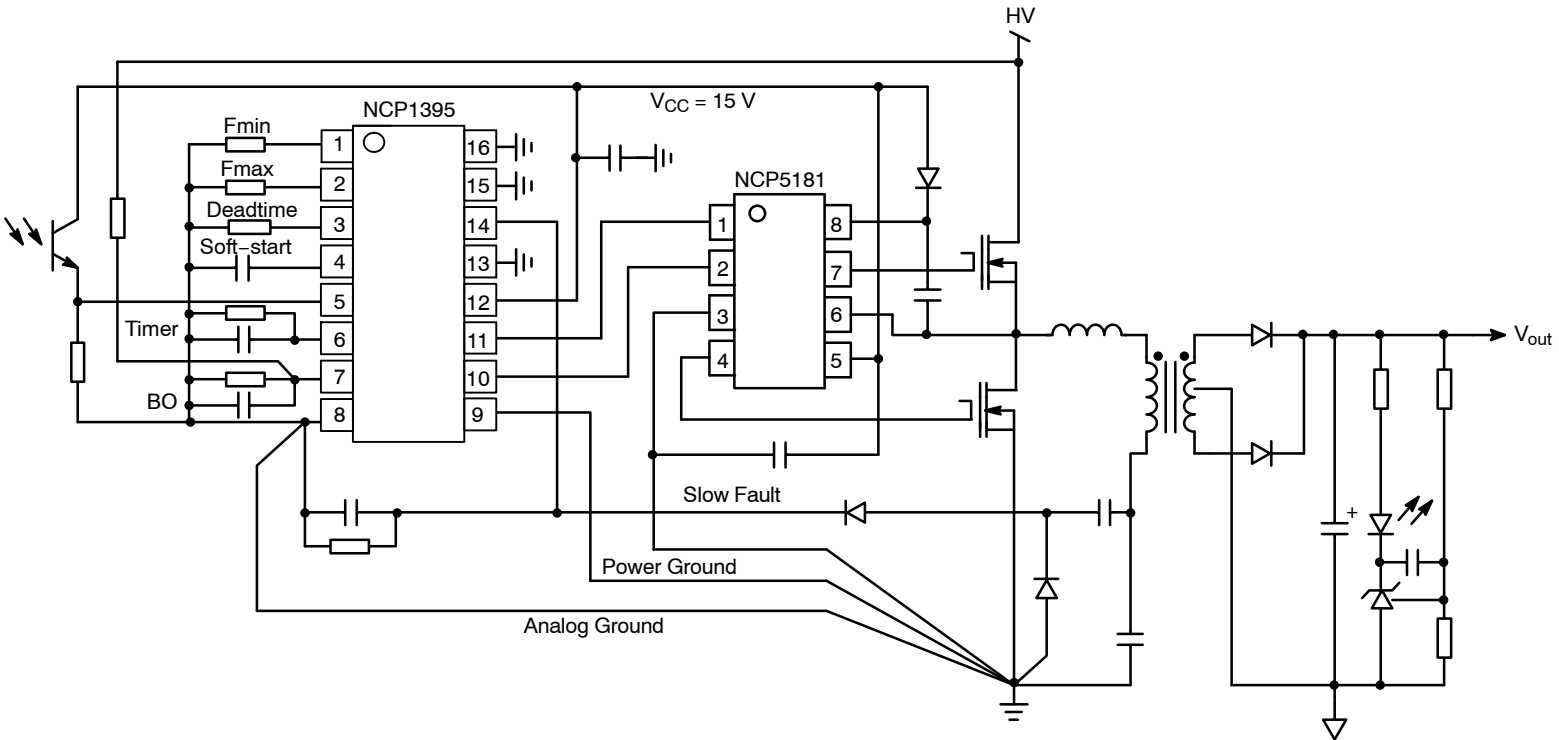 HV
NCP1395
V_CC = 15 V
Fmin
1
16
Fmax
2
15
NCP5181
Deadtime
3
14
1
8
Soft−start
4
13
2
7
5
12
3
6
Timer
6
11
4
5
V_out
7
10
BO
8
9
Slow Fault
+
Power Ground
Analog Ground